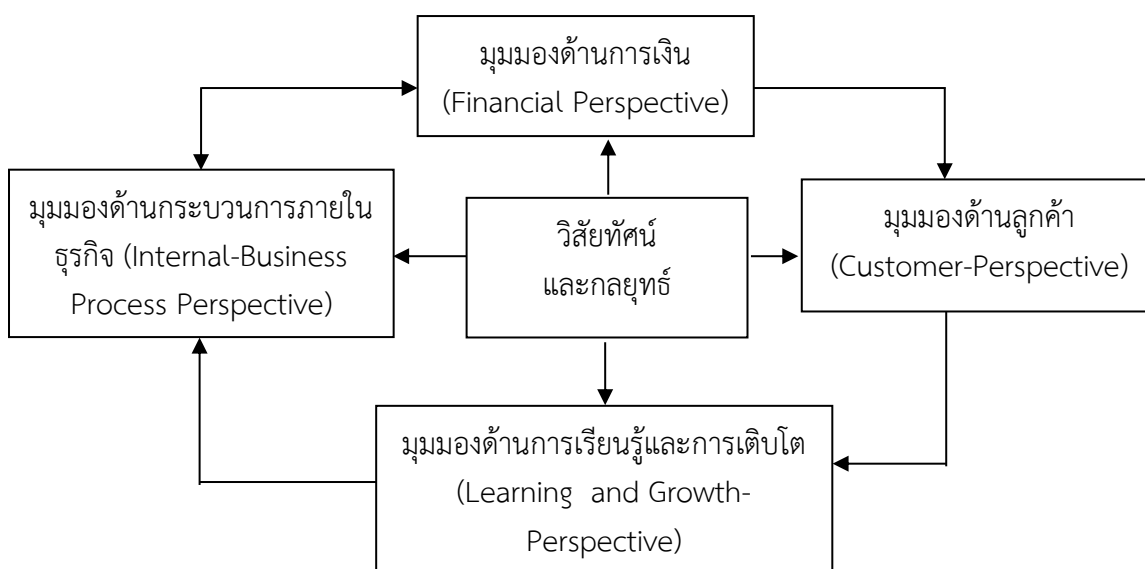 มุมมองด้านการเงิน
(Financial Perspective)
มุมมองด้านกระบวนการภายใน
ธุรกิจ (Internal-Business
Process Perspective)
วิสัยทัศน์
และกลยุทธ์
มุมมองด้านลูกค้า
(Customer-Perspective)
มุมมองด้านการเรียนรู้และการเติบโต
(Learning and Growth-
Perspective)